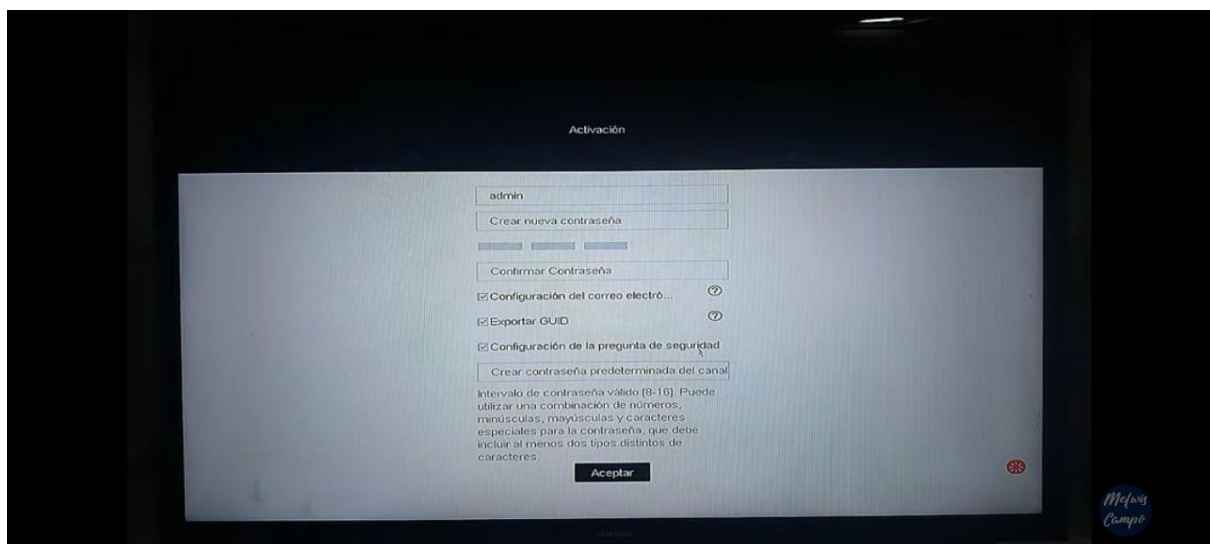 Activación
admin
Crear nueva contraseña
Confirmar Contraseña
Configuración del correo electró...
Exportar GUID
Configuración de la pregunta de seguridad
Crear contraseña predeterminada del canal
Intervalo de contraseña válido [8-16]. Puede
utilizar una combinación de números,
minúsculas, mayúsculas y caracteres
especiales para la contraseña, que debe
incluir al menos dos tipos distintos de
caracteres.
Aceptar
Melwis
Campo